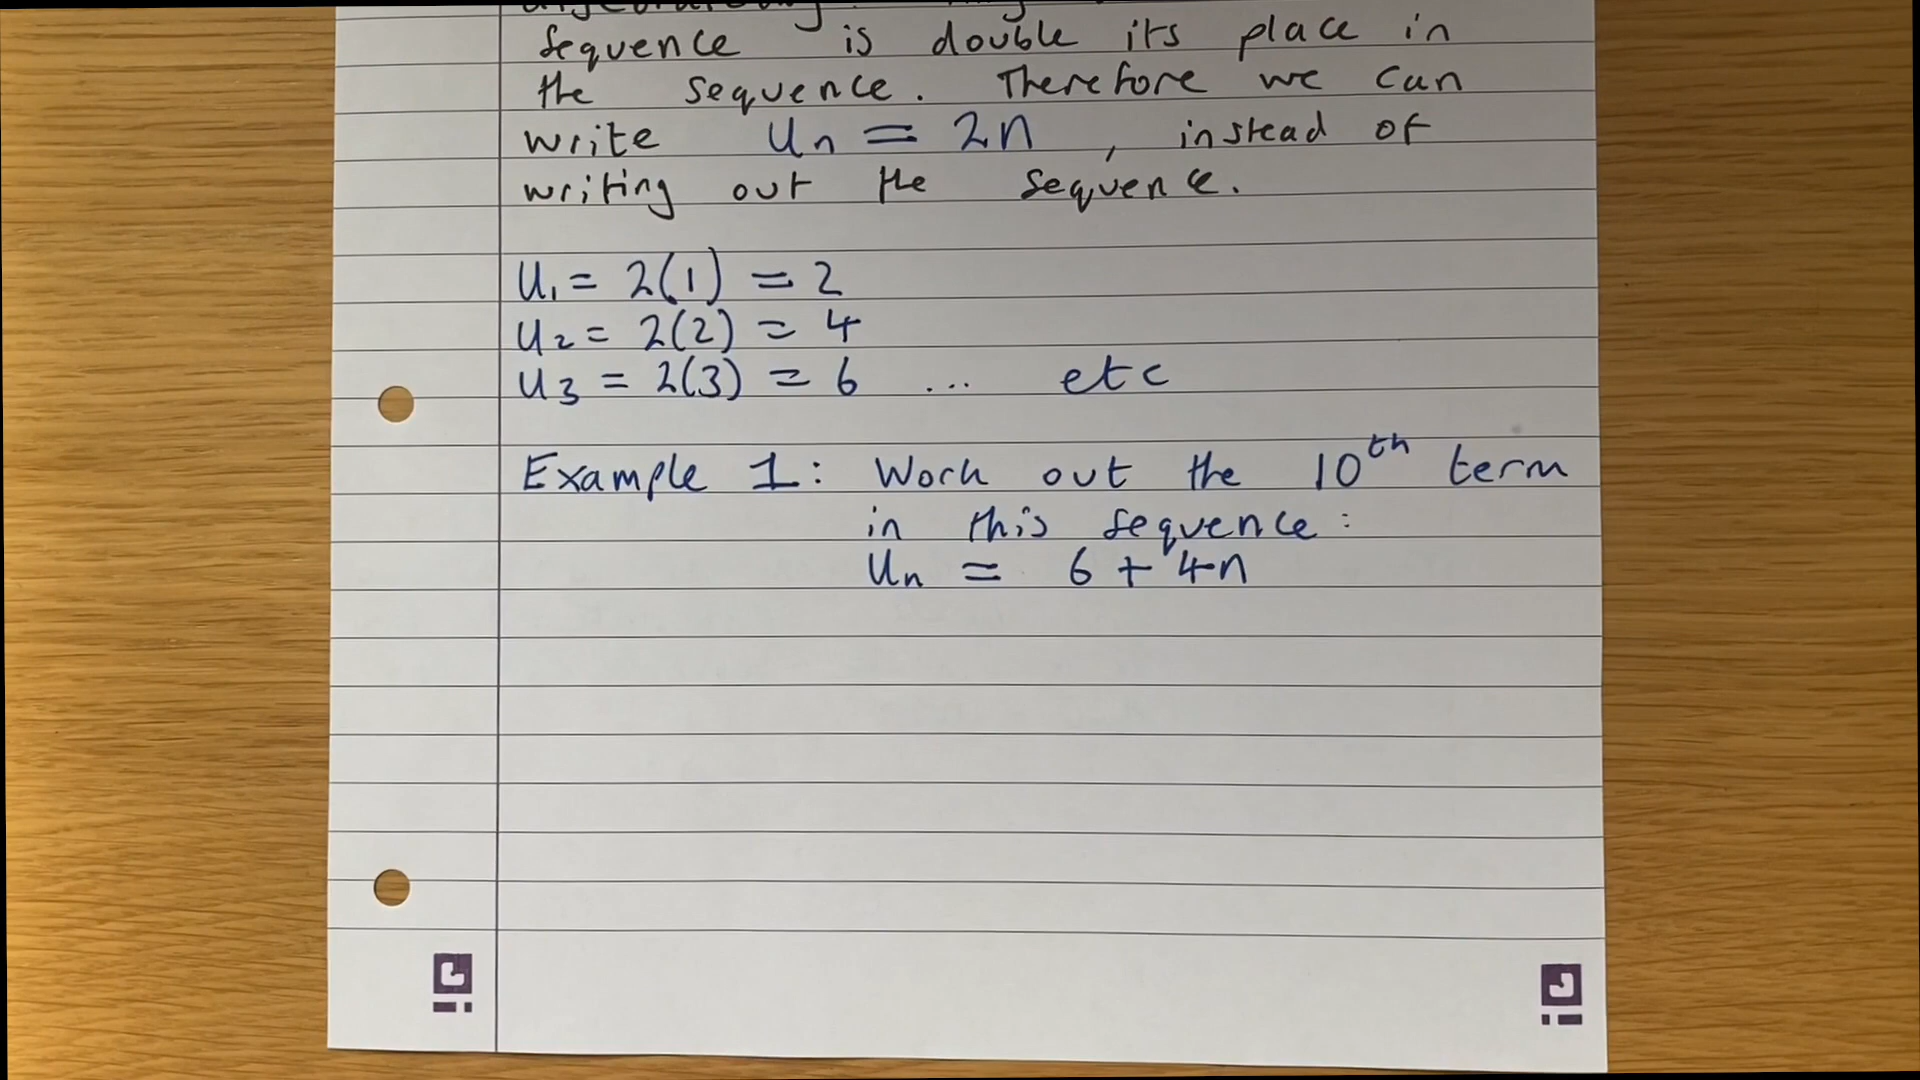 sequence is double its place in
the sequence. Therefore we can
write Uₙ = 2n , instead of
writing out the sequence.
U₁ = 2(1) = 2
U₂ = 2(2) = 4
U₃ = 2(3) = 6 ... etc
Example 1: Work out the 10ᵗʰ term
in this sequence:
Uₙ = 6 + 4n